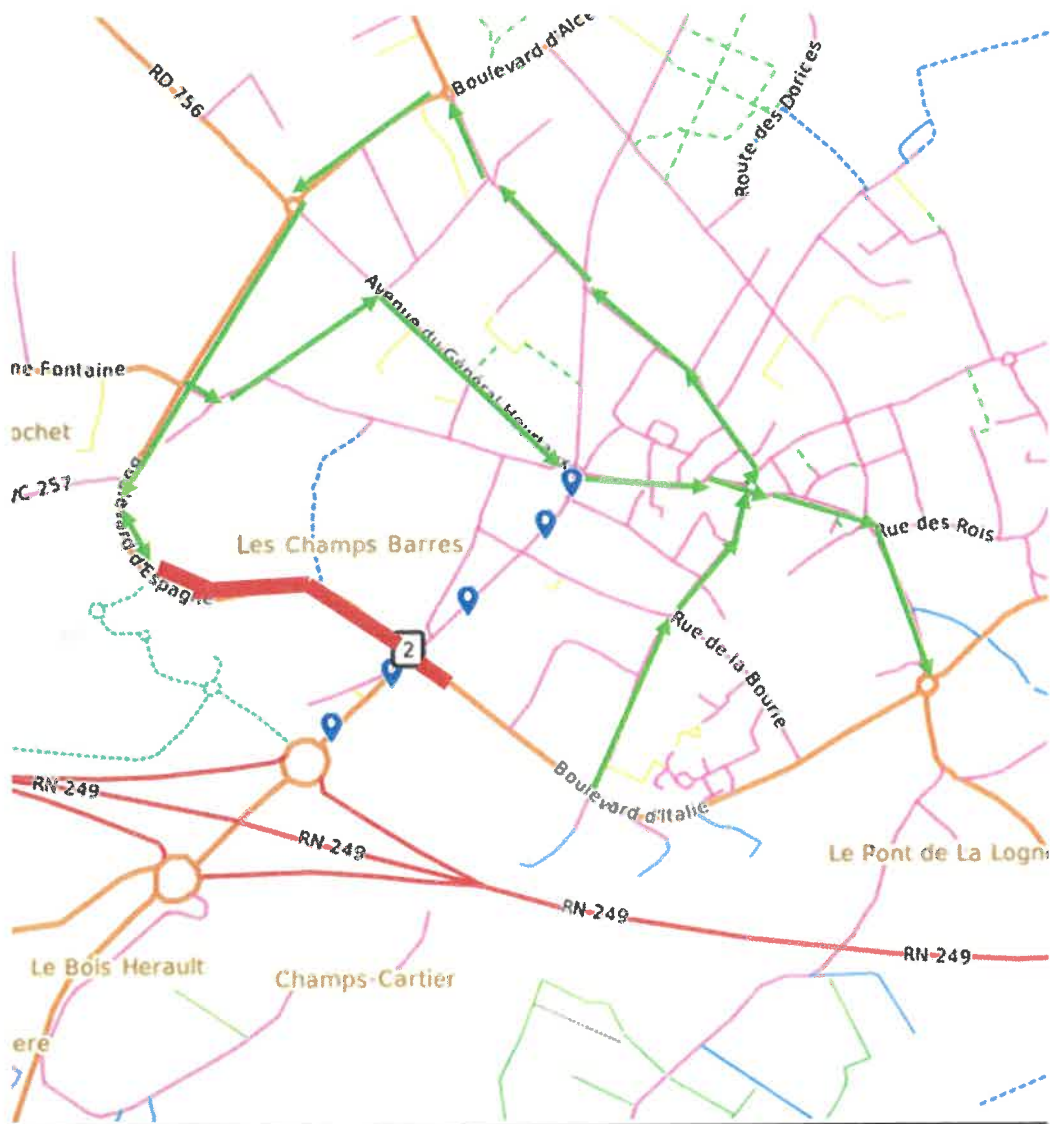 RD 756
Boulevard d'Alce
Route des Dorices
Avenue du Général
ne Fontaine
ochet
C 257
d'Espagne
Les Champs Barres
Rue des Rois
2
Rue de la Bourie
RN 249
Boulevard d'Italie
RN 249
Le Pont de La Logn
RN 249
RN 249
Le Bois Herault
Champs-Cartier
ere